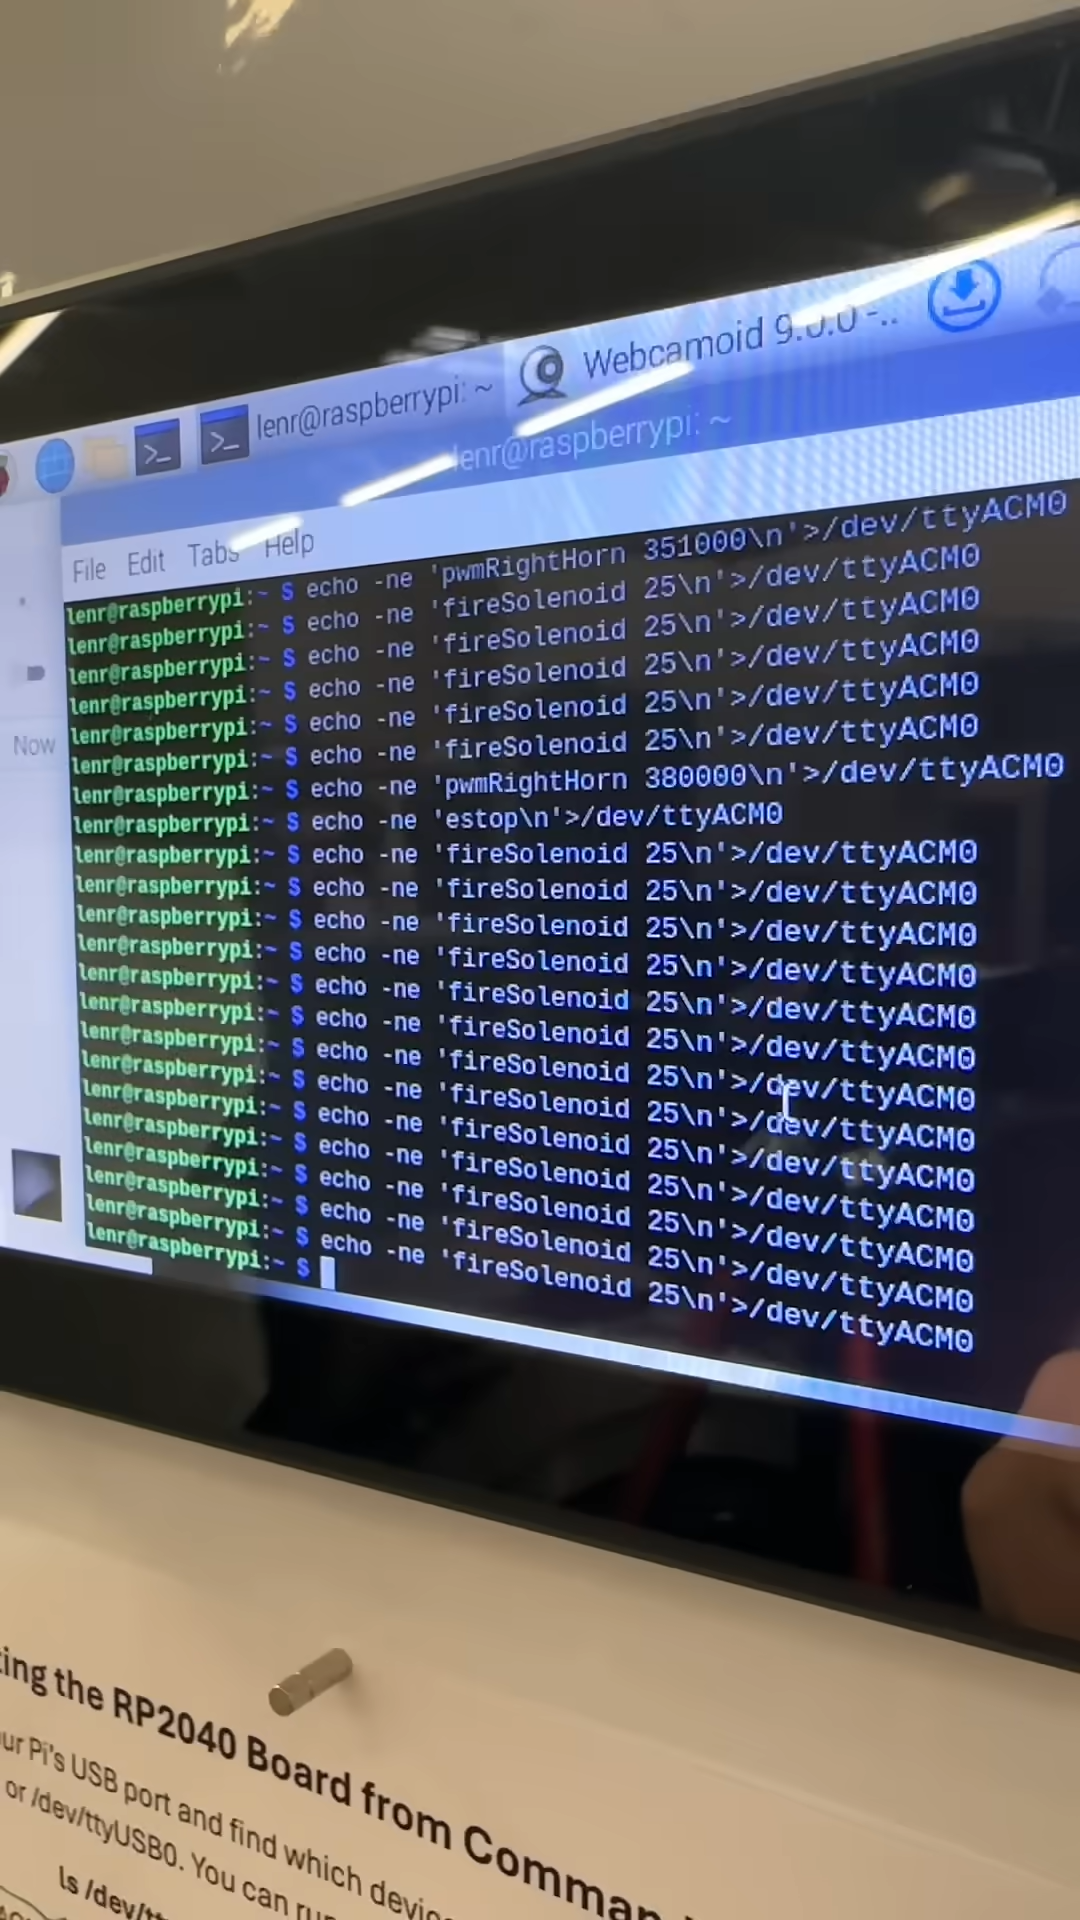 lenr@raspberrypi: ~
Webcamoid 9.0.0 -..
lenr@raspberrypi: ~
File Edit Tabs Help
Now
lenr@raspberrypi:~ $ echo -ne 'pwmRightHorn 351000\n'>/dev/ttyACM0
lenr@raspberrypi:~ $ echo -ne 'fireSolenoid 25\n'>/dev/ttyACM0
lenr@raspberrypi:~ $ echo -ne 'fireSolenoid 25\n'>/dev/ttyACM0
lenr@raspberrypi:~ $ echo -ne 'fireSolenoid 25\n'>/dev/ttyACM0
lenr@raspberrypi:~ $ echo -ne 'fireSolenoid 25\n'>/dev/ttyACM0
lenr@raspberrypi:~ $ echo -ne 'fireSolenoid 25\n'>/dev/ttyACM0
lenr@raspberrypi:~ $ echo -ne 'pwmRightHorn 380000\n'>/dev/ttyACM0
lenr@raspberrypi:~ $ echo -ne 'estop\n'>/dev/ttyACM0
lenr@raspberrypi:~ $ echo -ne 'fireSolenoid 25\n'>/dev/ttyACM0
lenr@raspberrypi:~ $ echo -ne 'fireSolenoid 25\n'>/dev/ttyACM0
lenr@raspberrypi:~ $ echo -ne 'fireSolenoid 25\n'>/dev/ttyACM0
lenr@raspberrypi:~ $ echo -ne 'fireSolenoid 25\n'>/dev/ttyACM0
lenr@raspberrypi:~ $ echo -ne 'fireSolenoid 25\n'>/dev/ttyACM0
lenr@raspberrypi:~ $ echo -ne 'fireSolenoid 25\n'>/dev/ttyACM0
lenr@raspberrypi:~ $ echo -ne 'fireSolenoid 25\n'>/dev/ttyACM0
lenr@raspberrypi:~ $ echo -ne 'fireSolenoid 25\n'>/dev/ttyACM0
lenr@raspberrypi:~ $ echo -ne 'fireSolenoid 25\n'>/dev/ttyACM0
lenr@raspberrypi:~ $ echo -ne 'fireSolenoid 25\n'>/dev/ttyACM0
lenr@raspberrypi:~ $ echo -ne 'fireSolenoid 25\n'>/dev/ttyACM0
lenr@raspberrypi:~ $ echo -ne 'fireSolenoid 25\n'>/dev/ttyACM0
lenr@raspberrypi:~ $ echo -ne 'fireSolenoid 25\n'>/dev/ttyACM0
lenr@raspberrypi:~ $
ting the RP2040 Board from Comman
ur Pi's USB port and find which devic
or /dev/ttyUSB0. You can run
ls /dev/tt